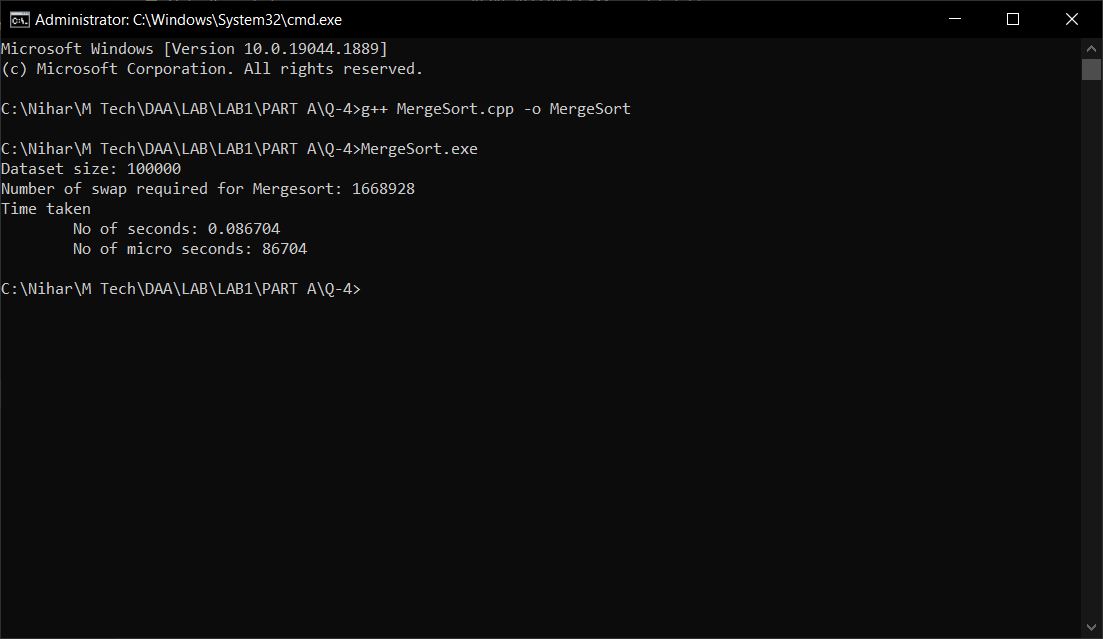 Administrator: C:\Windows\System32\cmd.exe
Microsoft Windows [Version 10.0.19044.1889]
(c) Microsoft Corporation. All rights reserved.
C:\Nihar\M Tech\DAA\LAB\LAB1\PART A\Q-4>g++ MergeSort.cpp -o MergeSort
C:\Nihar\M Tech\DAA\LAB\LAB1\PART A\Q-4>MergeSort.exe
Dataset size: 100000
Number of swap required for Mergesort: 1668928
Time taken
No of seconds: 0.086704
No of micro seconds: 86704
C:\Nihar\M Tech\DAA\LAB\LAB1\PART A\Q-4>